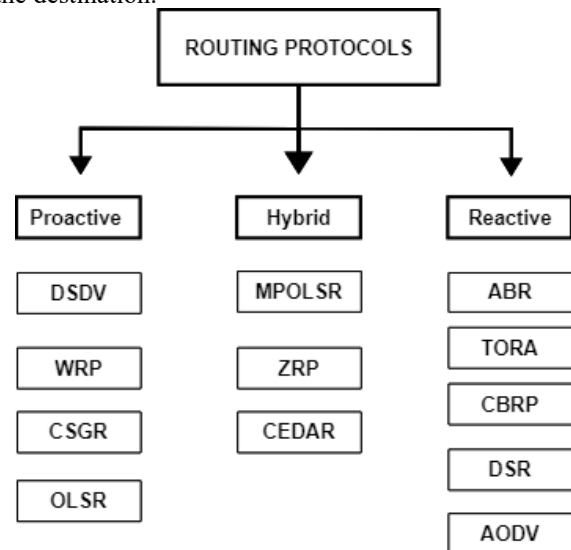 the destination.
ROUTING PROTOCOLS
Proactive
Hybrid
Reactive
DSDV
MPOLSR
ABR
WRP
ZRP
TORA
CSGR
CEDAR
CBRP
OLSR
DSR
AODV